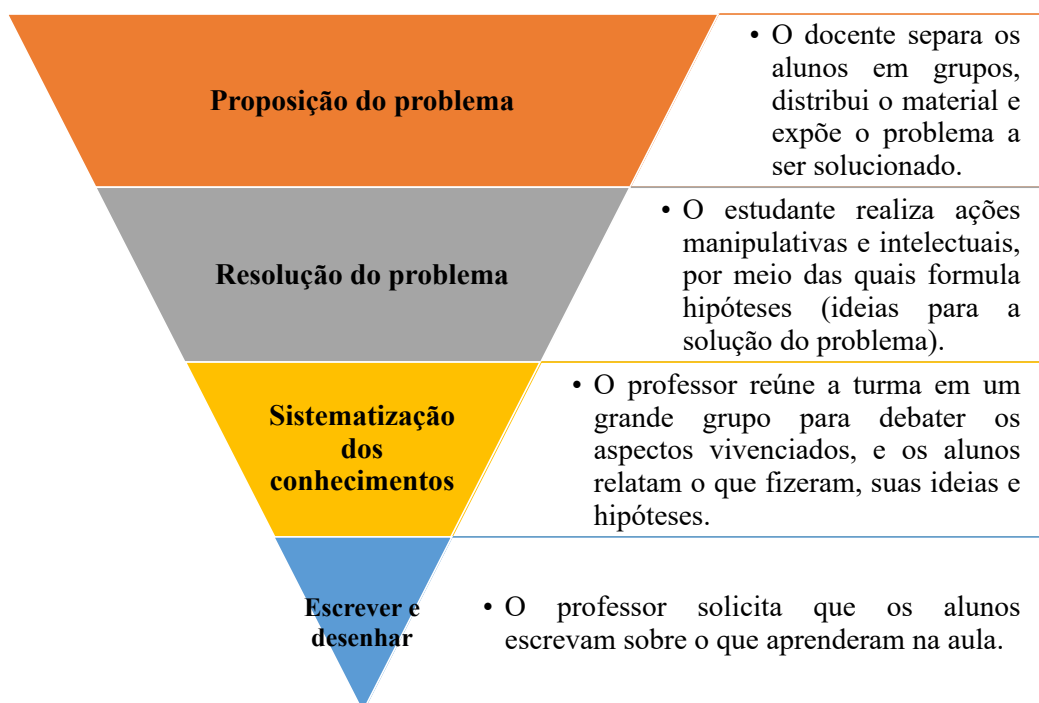 Proposição do problema
• O docente separa os
alunos em grupos,
distribui o material e
expõe o problema a
ser solucionado.
Resolução do problema
• O estudante realiza ações
manipulativas e intelectuais,
por meio das quais formula
hipóteses (ideias para a
solução do problema).
Sistematização
dos
conhecimentos
• O professor reúne a turma em um
grande grupo para debater os
aspectos vivenciados, e os alunos
relatam o que fizeram, suas ideias e
hipóteses.
Escrever e
desenhar
• O professor solicita que os alunos
escrevam sobre o que aprenderam na aula.